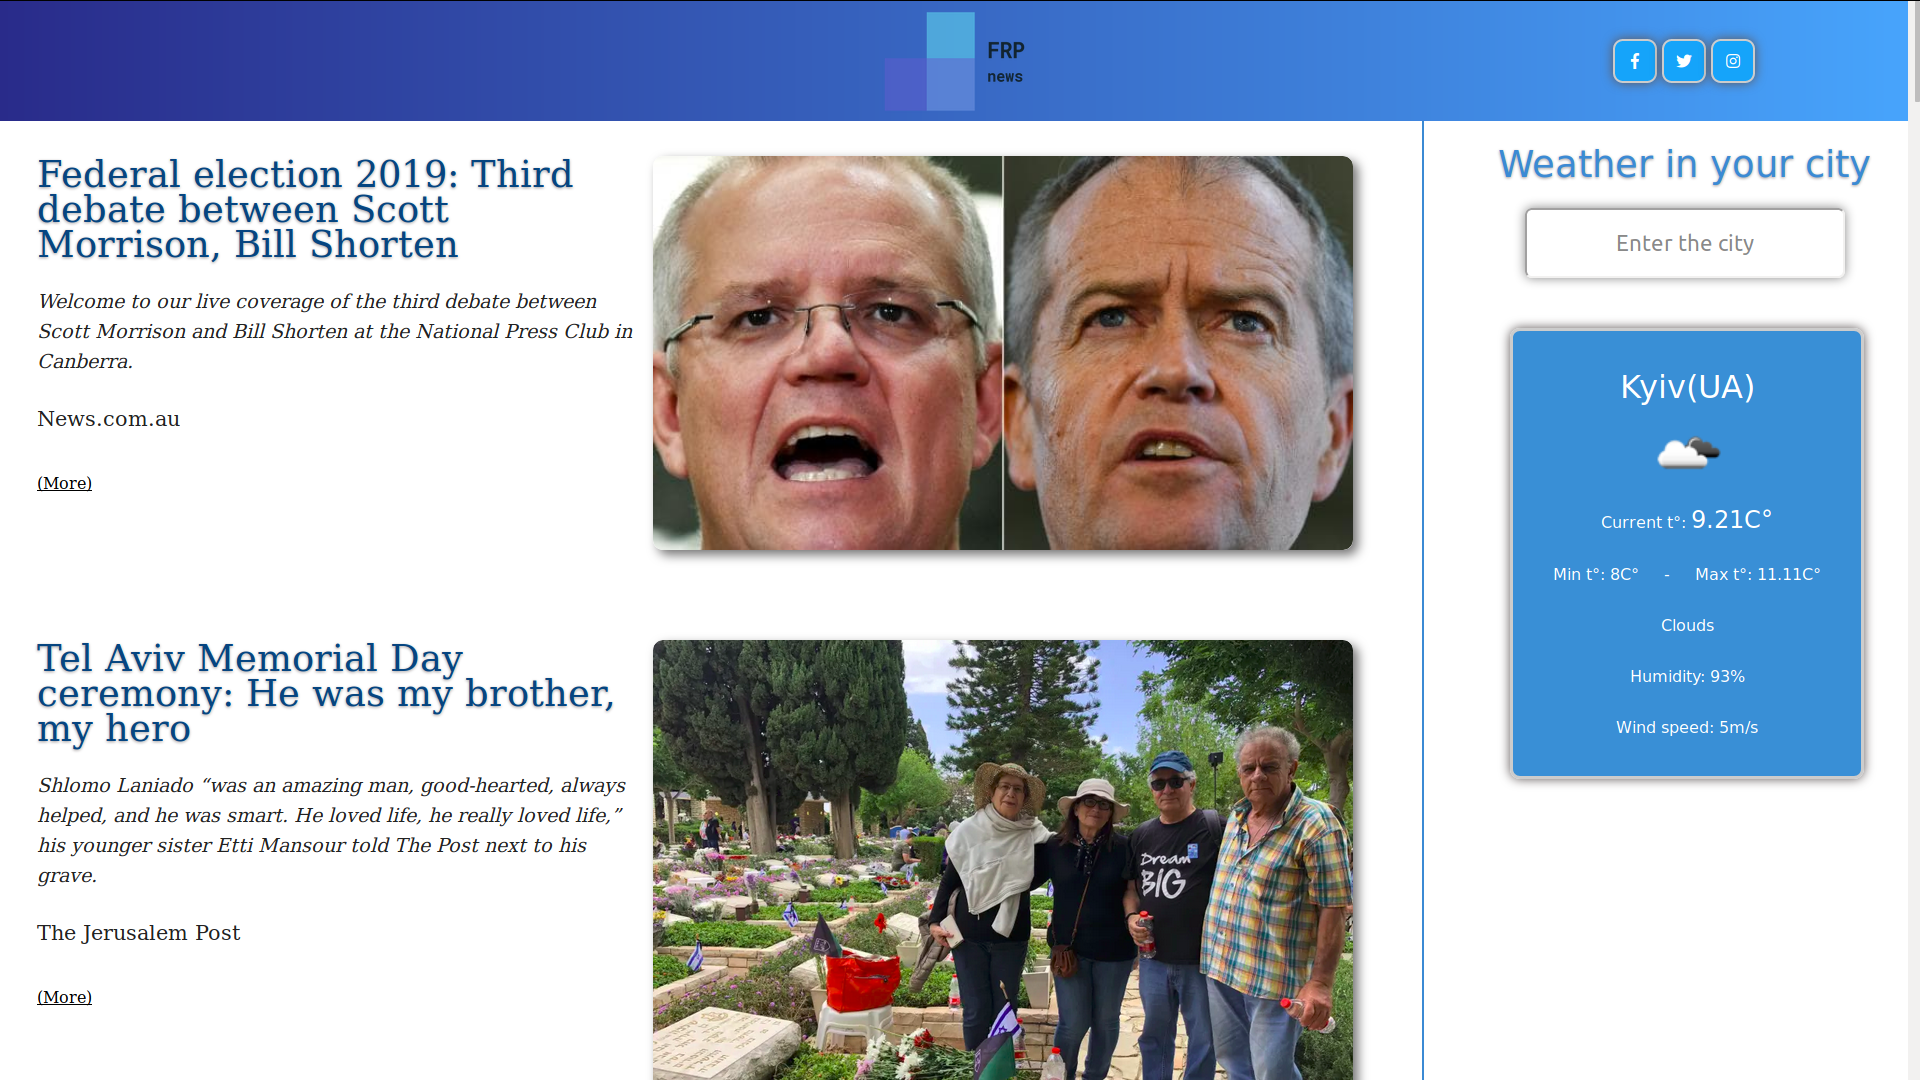 FRP
news
Federal election 2019: Third
debate between Scott
Morrison, Bill Shorten
Welcome to our live coverage of the third debate between
Scott Morrison and Bill Shorten at the National Press Club in
Canberra.
News.com.au
(More)
Tel Aviv Memorial Day
ceremony: He was my brother,
my hero
Shlomo Laniado “was an amazing man, good-hearted, always
helped, and he was smart. He loved life, he really loved life,”
his younger sister Etti Mansour told The Post next to his
grave.
The Jerusalem Post
(More)
Dream
BIG
Weather in your city
Enter the city
Kyiv(UA)
Current t°: 9.21C°
Min t°: 8C° - Max t°: 11.11C°
Clouds
Humidity: 93%
Wind speed: 5m/s